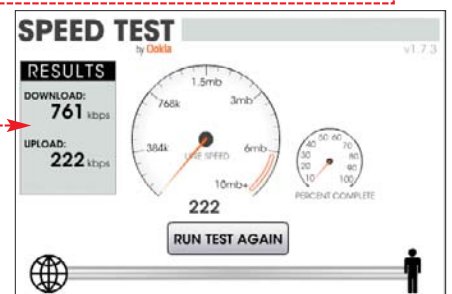 SPEED TEST
by Ookla
v1.7.3
RESULTS
DOWNLOAD:
761 kbps
UPLOAD:
222 kbps
384k
768k
1.5mb
3mb
6mb
10mb+
LINE SPEED
222
10
20
30
40
50
60
70
80
90
100
PERCENT COMPLETE
RUN TEST AGAIN